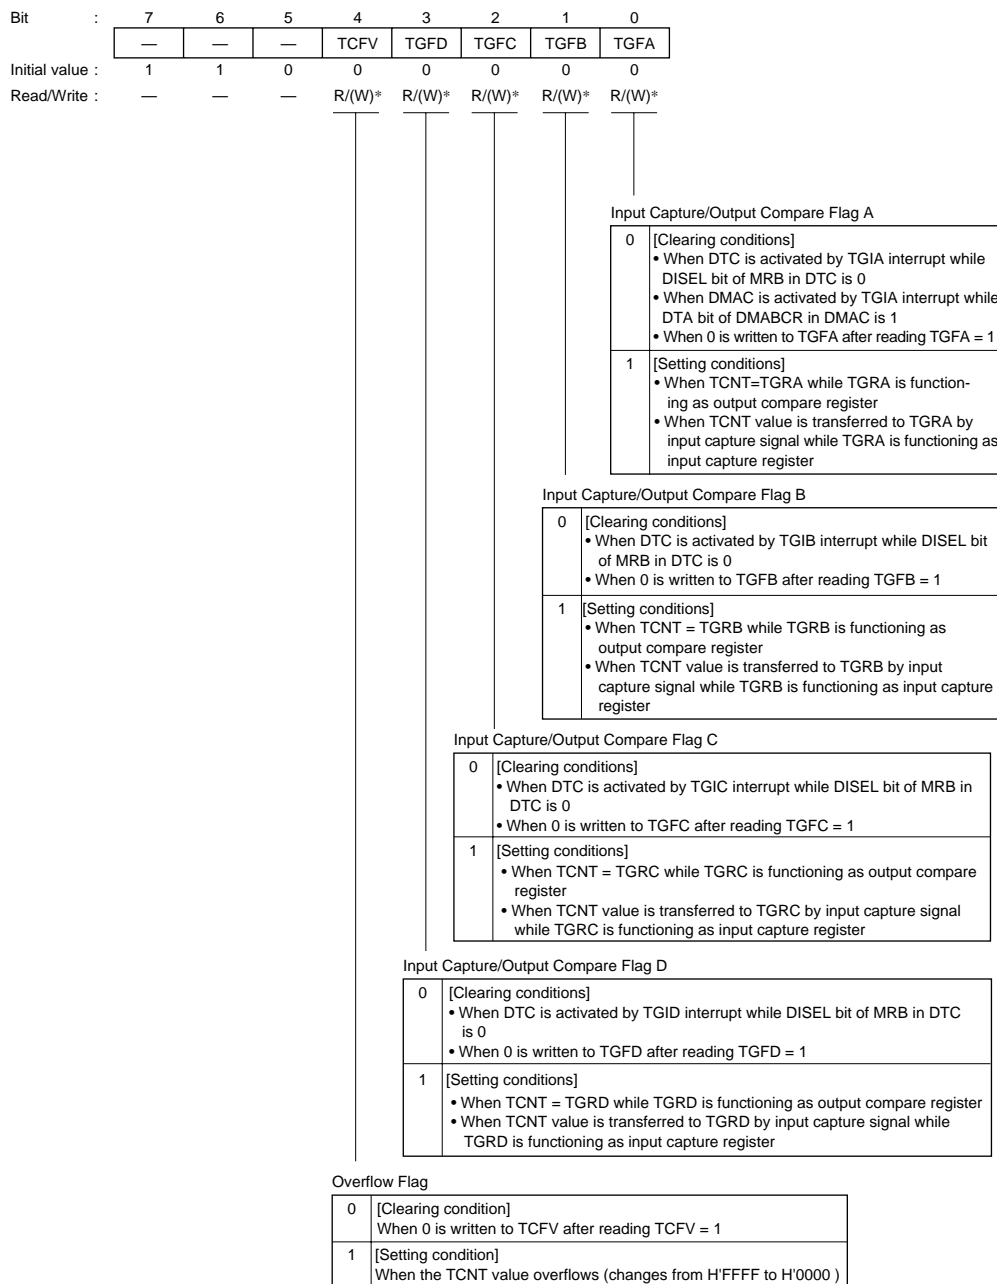 Bit : 7 6 5 4 3 2 1 0
— — — TCFV TGFD TGFC TGFB TGFA
Initial value : 1 1 0 0 0 0 0 0
Read/Write : — — — R/(W)* R/(W)* R/(W)* R/(W)* R/(W)*
Input Capture/Output Compare Flag A
0 [Clearing conditions]
• When DTC is activated by TGIA interrupt while
DISEL bit of MRB in DTC is 0
• When DMAC is activated by TGIA interrupt while
DTA bit of DMABCR in DMAC is 1
• When 0 is written to TGFA after reading TGFA = 1
1 [Setting conditions]
• When TCNT=TGRA while TGRA is function-
ing as output compare register
• When TCNT value is transferred to TGRA by
input capture signal while TGRA is functioning as
input capture register
Input Capture/Output Compare Flag B
0 [Clearing conditions]
• When DTC is activated by TGIB interrupt while DISEL bit
of MRB in DTC is 0
• When 0 is written to TGFB after reading TGFB = 1
1 [Setting conditions]
• When TCNT = TGRB while TGRB is functioning as
output compare register
• When TCNT value is transferred to TGRB by input
capture signal while TGRB is functioning as input capture
register
Input Capture/Output Compare Flag C
0 [Clearing conditions]
• When DTC is activated by TGIC interrupt while DISEL bit of MRB in
DTC is 0
• When 0 is written to TGFC after reading TGFC = 1
1 [Setting conditions]
• When TCNT = TGRC while TGRC is functioning as output compare
register
• When TCNT value is transferred to TGRC by input capture signal
while TGRC is functioning as input capture register
Input Capture/Output Compare Flag D
0 [Clearing conditions]
• When DTC is activated by TGID interrupt while DISEL bit of MRB in DTC
is 0
• When 0 is written to TGFD after reading TGFD = 1
1 [Setting conditions]
• When TCNT = TGRD while TGRD is functioning as output compare register
• When TCNT value is transferred to TGRD by input capture signal while
TGRD is functioning as input capture register
Overflow Flag
0 [Clearing condition]
When 0 is written to TCFV after reading TCFV = 1
1 [Setting condition]
When the TCNT value overflows (changes from H'FFFF to H'0000 )